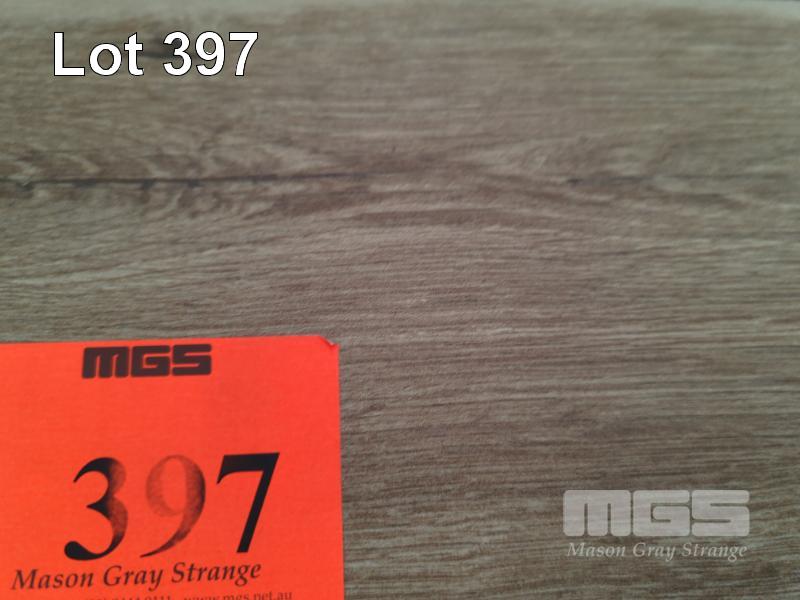 Lot 397
MGS
397
Mason Gray Strange
www.mgs.net.au
MGS
Mason Gray Strange